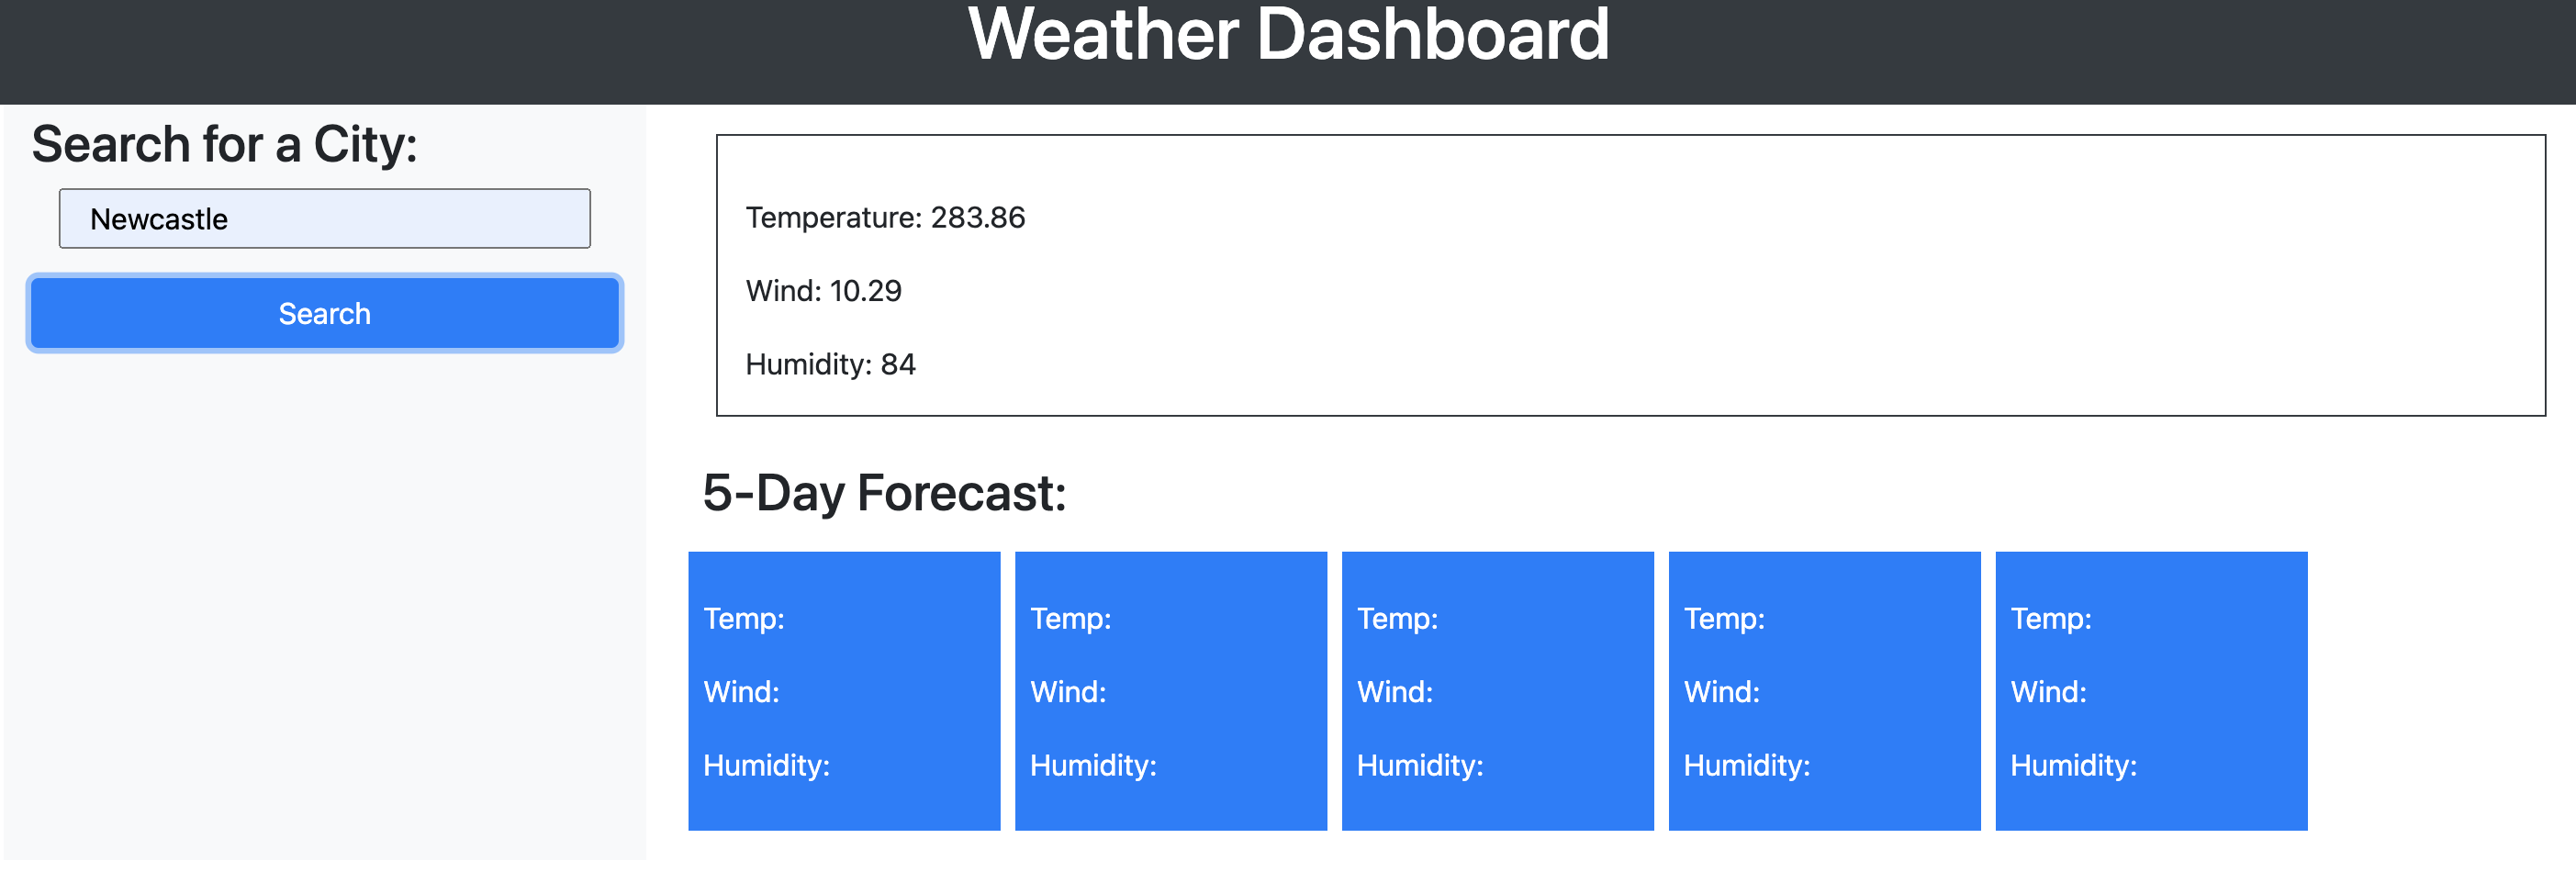 Weather Dashboard
Search for a City:
Newcastle
Search
Temperature: 283.86
Wind: 10.29
Humidity: 84
5-Day Forecast:
Temp:
Wind:
Humidity:
Temp:
Wind:
Humidity:
Temp:
Wind:
Humidity:
Temp:
Wind:
Humidity:
Temp:
Wind:
Humidity: